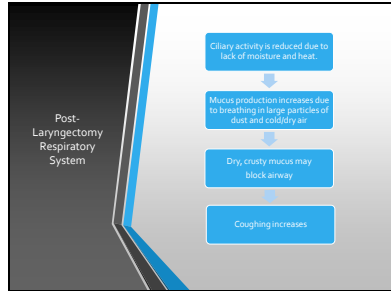 Post-
Laryngectomy
Respiratory
System
Ciliary activity is reduced due to
lack of moisture and heat.
Mucus production increases due
to breathing in large particles of
dust and cold/dry air
Dry, crusty mucus may
block airway
Coughing increases